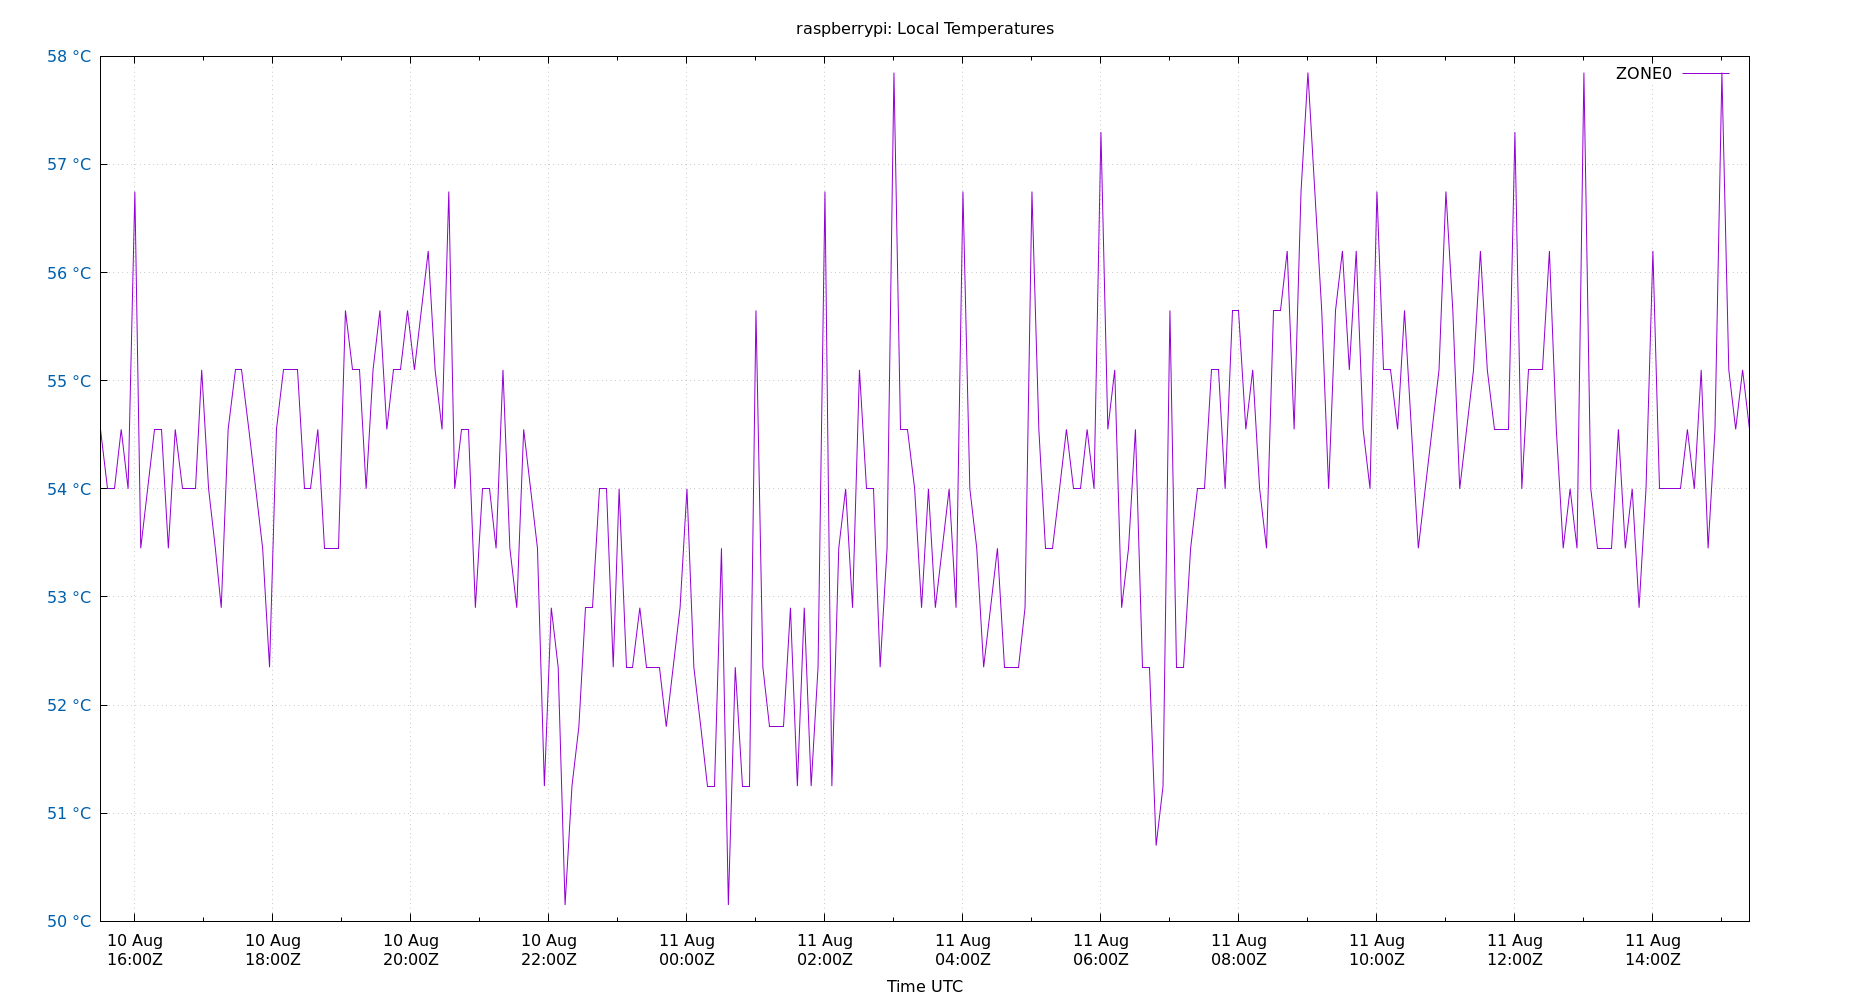 raspberrypi: Local Temperatures
58 °C
57 °C
56 °C
55 °C
54 °C
53 °C
52 °C
51 °C
50 °C
ZONE0
10 Aug 10 Aug 10 Aug 10 Aug 11 Aug 11 Aug 11 Aug 11 Aug 11 Aug 11 Aug 11 Aug 11 Aug
16:00Z 18:00Z 20:00Z 22:00Z 00:00Z 02:00Z 04:00Z 06:00Z 08:00Z 10:00Z 12:00Z 14:00Z
Time UTC